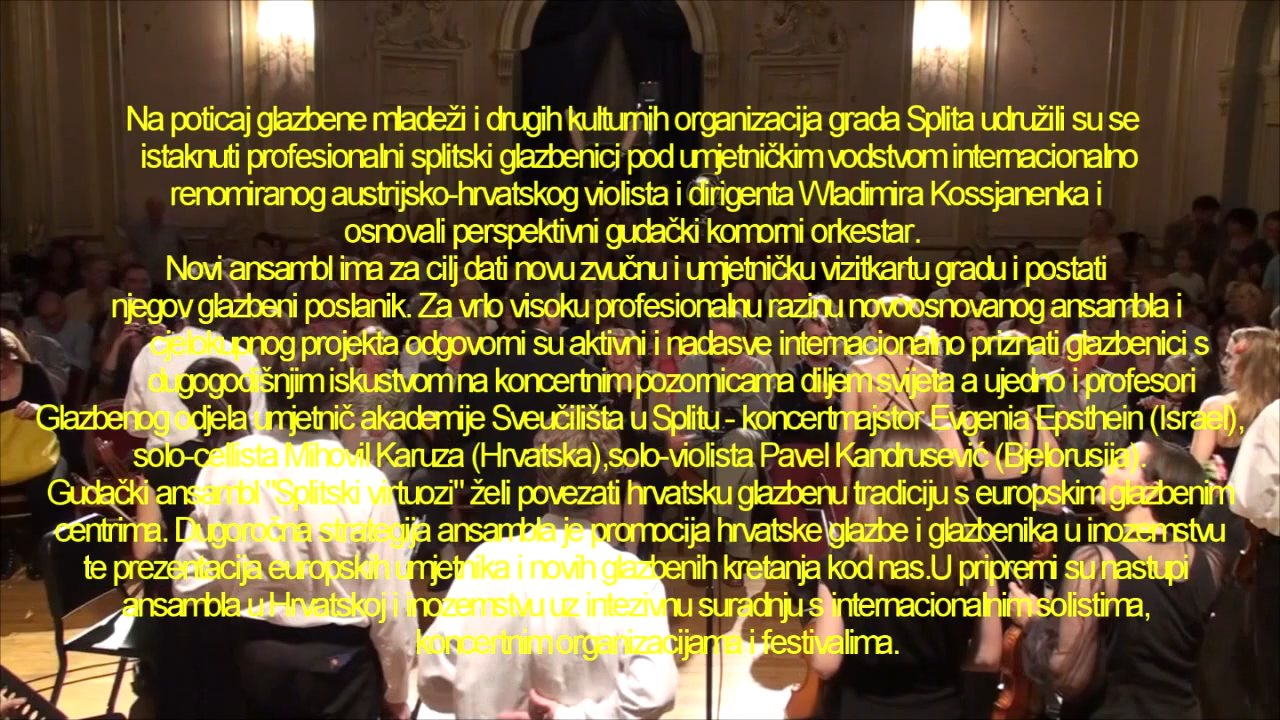 Na poticaj glazbene mladeži i drugih kulturnih organizacija grada Splita udružili su se
istaknuti profesionalni splitski glazbenici pod umjetničkim vodstvom internacionalno
renomiranog austrijsko-hrvatskog violista i dirigenta Wladimira Kossjanenka i
osnovali perspektivni gudački komorni orkestar.
Novi ansambl ima za cilj dati novu zvučnu i umjetničku vizitkartu gradu i postati
njegov glazbeni poslanik. Za vrlo visoku profesionalnu razinu novoosnovanog ansambla i
cjelokupnog projekta odgovorni su aktivni i nadasve internacionalno priznati glazbenici s
dugogodišnjim iskustvom na koncertnim pozornicama diljem svijeta a ujedno i profesori
Glazbenog odjela umjetnič akademije Sveučilišta u Splitu - koncertmajstor Evgenia Epsthein (Israel),
solo-cellista Mihovil Karuza (Hrvatska),solo-violista Pavel Kandrusević (Bjelorusija).
Gudački ansambl "Splitski virtuozi" želi povezati hrvatsku glazbenu tradiciju s europskim glazbenim
centrima. Dugoročna strategija ansambla je promocija hrvatske glazbe i glazbenika u inozemstvu
te prezentacija europskih umjetnika i novih glazbenih kretanja kod nas.U pripremi su nastupi
ansambla u Hrvatskoj i inozemstvu uz intezivnu suradnju s internacionalnim solistima,
koncertnim organizacijama i festivalima.